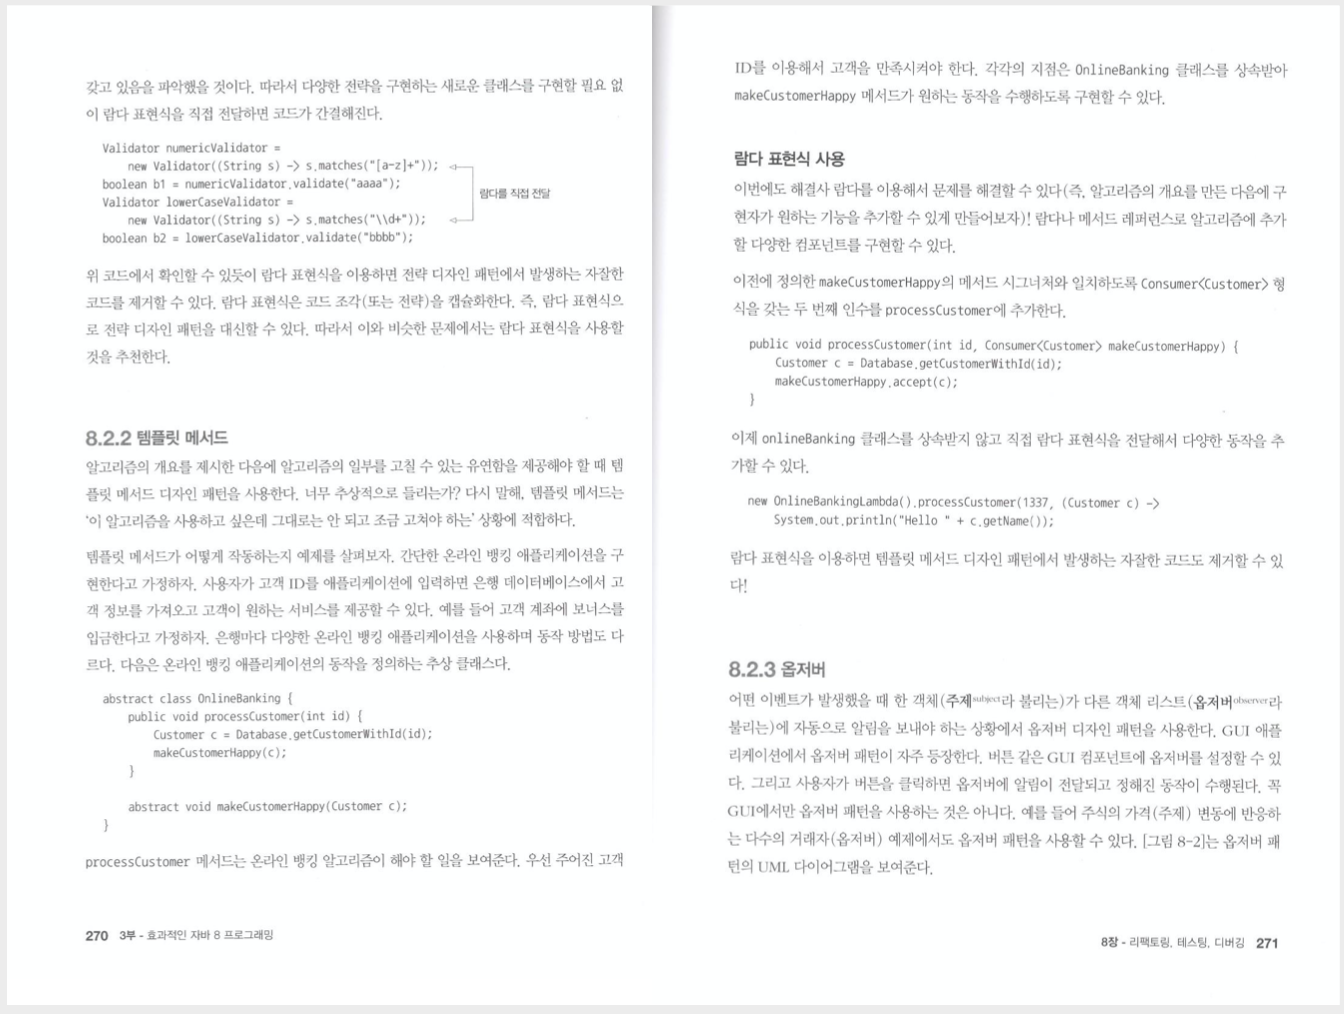 갖고 있음을 파악했을 것이다. 따라서 다양한 전략을 구현하는 새로운 클래스를 구현할 필요 없
이 람다 표현식을 직접 전달하면 코드가 간결해진다.
Validator numericValidator =
new Validator((String s) -> s.matches("[a-z]+"));
boolean b1 = numericValidator.validate("aaaa");
Validator lowerCaseValidator =
new Validator((String s) -> s.matches("\\d+"));
boolean b2 = lowerCaseValidator.validate("bbbb");
람다를 직접 전달
위 코드에서 확인할 수 있듯이 람다 표현식을 이용하면 전략 디자인 패턴에서 발생하는 자잘한
코드를 제거할 수 있다. 람다 표현식은 코드 조각(또는 전략)을 캡슐화한다. 즉, 람다 표현식으
로 전략 디자인 패턴을 대신할 수 있다. 따라서 이와 비슷한 문제에서는 람다 표현식을 사용할
것을 추천한다.
8.2.2 템플릿 메서드
알고리즘의 개요를 제시한 다음에 알고리즘의 일부를 고칠 수 있는 유연함을 제공해야 할 때 템
플릿 메서드 디자인 패턴을 사용한다. 너무 추상적으로 들리는가? 다시 말해, 템플릿 메서드는
'이 알고리즘을 사용하고 싶은데 그대로는 안 되고 조금 고쳐야 하는' 상황에 적합하다.
템플릿 메서드가 어떻게 작동하는지 예제를 살펴보자. 간단한 온라인 뱅킹 애플리케이션을 구
현한다고 가정하자. 사용자가 고객 ID를 애플리케이션에 입력하면 은행 데이터베이스에서 고
객 정보를 가져오고 고객이 원하는 서비스를 제공할 수 있다. 예를 들어 고객 계좌에 보너스를
입금한다고 가정하자. 은행마다 다양한 온라인 뱅킹 애플리케이션을 사용하며 동작 방법도 다
르다. 다음은 온라인 뱅킹 애플리케이션의 동작을 정의하는 추상 클래스다.
abstract class OnlineBanking {
public void processCustomer(int id) {
Customer c = Database.getCustomerWithId(id);
makeCustomerHappy(c);
}
abstract void makeCustomerHappy(Customer c);
}
processCustomer 메서드는 온라인 뱅킹 알고리즘이 해야 할 일을 보여준다. 우선 주어진 고객
270 3부 - 효과적인 자바 8 프로그래밍
ID를 이용해서 고객을 만족시켜야 한다. 각각의 지점은 OnlineBanking 클래스를 상속받아
makeCustomerHappy 메서드가 원하는 동작을 수행하도록 구현할 수 있다.
람다 표현식 사용
이번에도 해결사 람다를 이용해서 문제를 해결할 수 있다(즉, 알고리즘의 개요를 만든 다음에 구
현자가 원하는 기능을 추가할 수 있게 만들어보자)! 람다나 메서드 레퍼런스로 알고리즘에 추가
할 다양한 컴포넌트를 구현할 수 있다.
이전에 정의한 makeCustomerHappy의 메서드 시그너처와 일치하도록 Consumer<Customer> 형
식을 갖는 두 번째 인수를 processCustomer에 추가한다.
public void processCustomer(int id, Consumer<Customer> makeCustomerHappy) {
Customer c = Database.getCustomerWithId(id);
makeCustomerHappy.accept(c);
}
이제 onlineBanking 클래스를 상속받지 않고 직접 람다 표현식을 전달해서 다양한 동작을 추
가할 수 있다.
new OnlineBankingLambda().processCustomer(1337, (Customer c) ->
System.out.println("Hello " + c.getName());
람다 표현식을 이용하면 템플릿 메서드 디자인 패턴에서 발생하는 자잘한 코드도 제거할 수 있
다!
8.2.3 옵저버
어떤 이벤트가 발생했을 때 한 객체(주제subject라 불리는)가 다른 객체 리스트(옵저버observer라
불리는)에 자동으로 알림을 보내야 하는 상황에서 옵저버 디자인 패턴을 사용한다. GUI 애플
리케이션에서 옵저버 패턴이 자주 등장한다. 버튼 같은 GUI 컴포넌트에 옵저버를 설정할 수 있
다. 그리고 사용자가 버튼을 클릭하면 옵저버에 알림이 전달되고 정해진 동작이 수행된다. 꼭
GUI에서만 옵저버 패턴을 사용하는 것은 아니다. 예를 들어 주식의 가격(주제) 변동에 반응하
는 다수의 거래자(옵저버) 예제에서도 옵저버 패턴을 사용할 수 있다. [그림 8-2]는 옵저버 패
턴의 UML 다이어그램을 보여준다.
8장 - 리팩토링, 테스팅, 디버깅 271